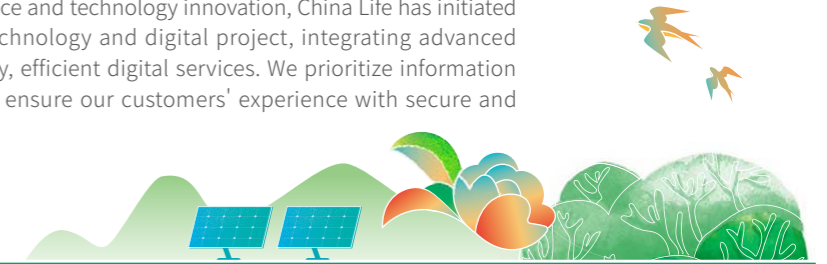 ce and technology innovation, China Life has initiated
chnology and digital project, integrating advanced
y, efficient digital services. We prioritize information
ensure our customers' experience with secure and